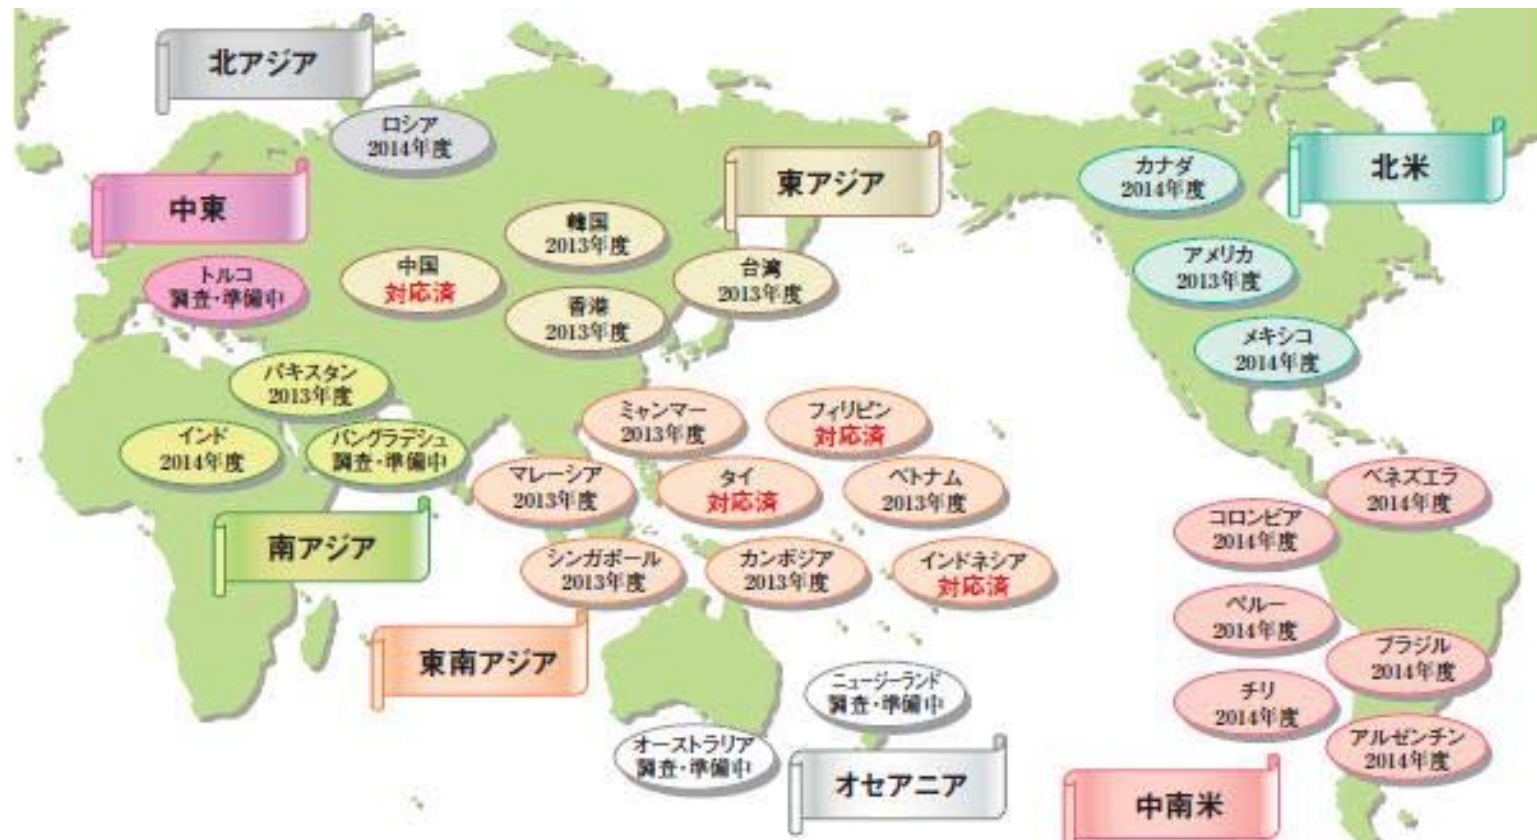 北アジア
ロシア
2014年度
中東
トルコ
調査・準備中
東アジア
韓国
2013年度
中国
対応済
台湾
2013年度
香港
2013年度
北米
カナダ
2014年度
アメリカ
2013年度
メキシコ
2014年度
パキスタン
2013年度
インド
2014年度
バングラデシュ
調査・準備中
南アジア
ミャンマー
2013年度
フィリピン
対応済
マレーシア
2013年度
タイ
対応済
ベトナム
2013年度
シンガポール
2013年度
カンボジア
2013年度
インドネシア
対応済
東南アジア
ニュージーランド
調査・準備中
オーストラリア
調査・準備中
オセアニア
ベネズエラ
2014年度
コロンビア
2014年度
ペルー
2014年度
ブラジル
2014年度
チリ
2014年度
アルゼンチン
2014年度
中南米